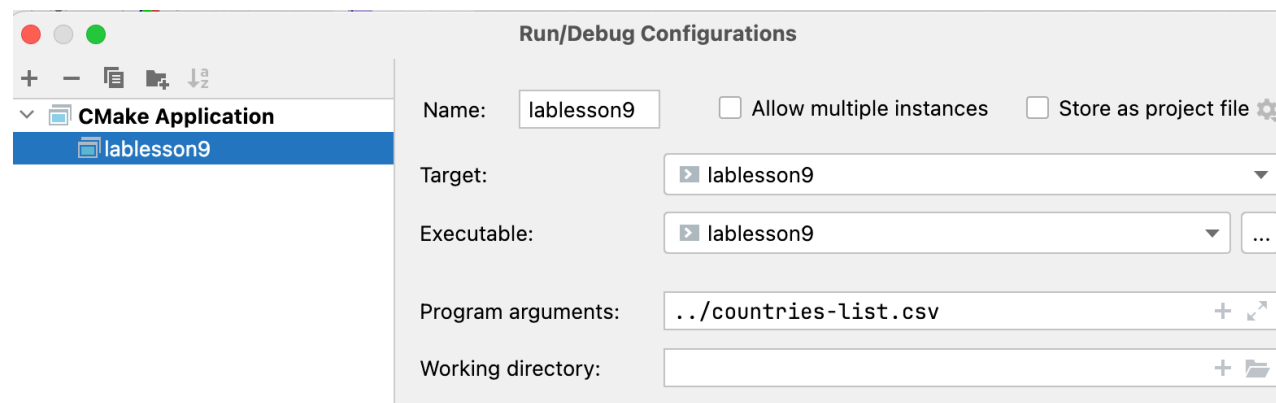 Run/Debug Configurations
CMake Application
lablesson9
Name: lablesson9 Allow multiple instances Store as project file
Target: lablesson9
Executable: lablesson9 ...
Program arguments: ../countries-list.csv
Working directory: